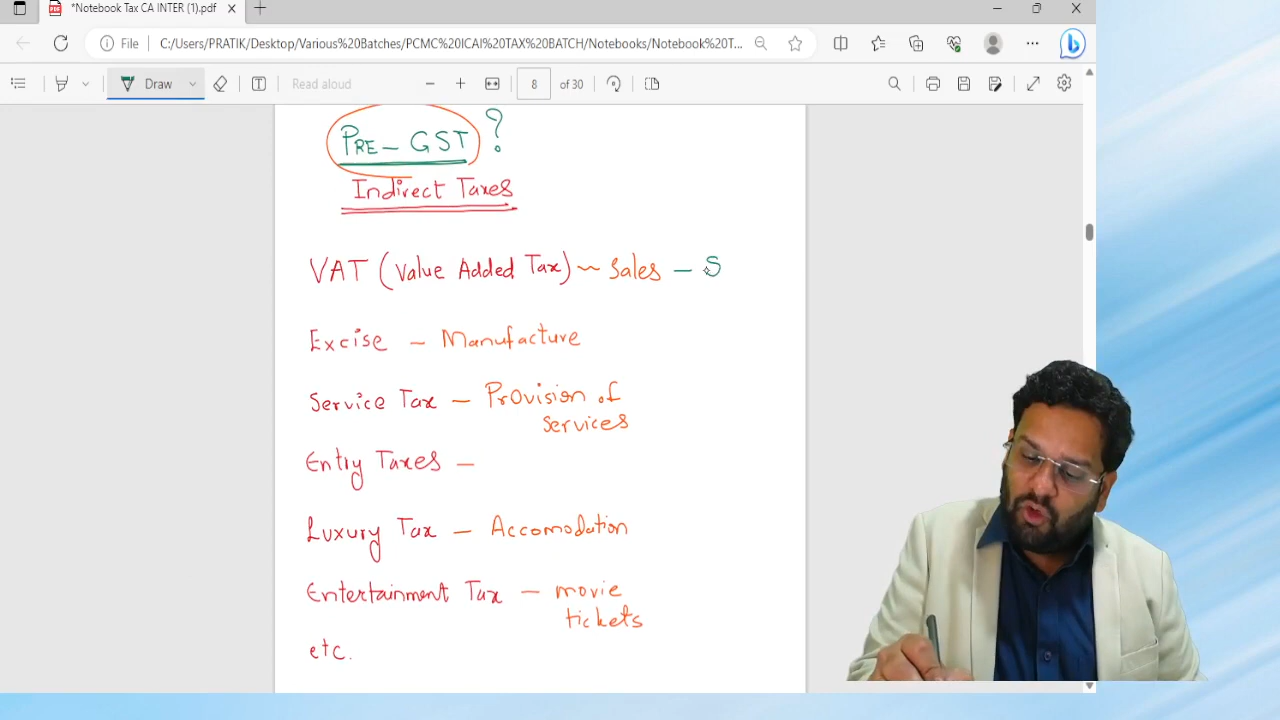 *Notebook Tax CA INTER (1).pdf
File C:/Users/PRATIK/Desktop/Various%20Batches/PCMC%20ICAI%20TAX%20BATCH/Notebooks/Notebook%20T...
Draw Read aloud 8 of 30
PRE - GST ?
Indirect Taxes
VAT (Value Added Tax) ~ Sales - S
Excise - Manufacture
Service Tax - Provision of
services
Entry Taxes -
Luxury Tax - Accomodation
Entertainment Tax - movie
tickets
etc.